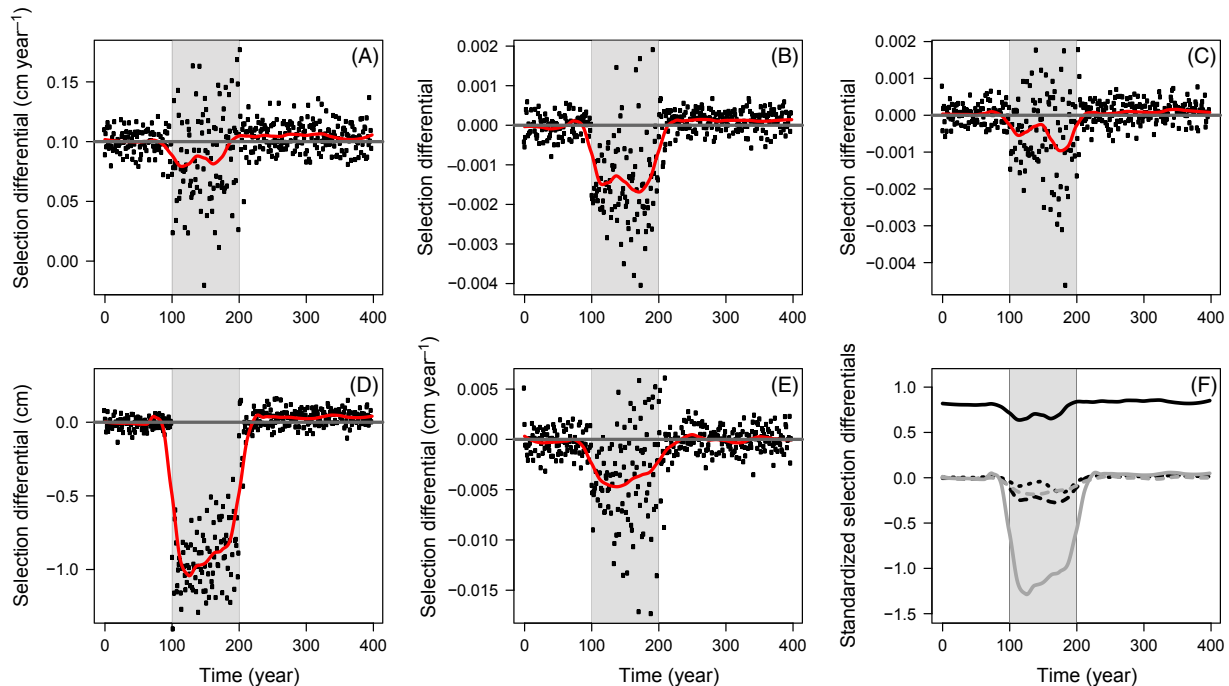 (A)
Selection differential (cm year−1)
0.15
0.10
0.05
0.00
0 100 200 300 400
(B)
Selection differential
0.002
0.001
0.000
−0.001
−0.002
−0.003
−0.004
0 100 200 300 400
(C)
Selection differential
0.002
0.001
0.000
−0.001
−0.002
−0.003
−0.004
0 100 200 300 400
(D)
Selection differential (cm)
0.0
−0.5
−1.0
0 100 200 300 400
Time (year)
(E)
Selection differential (cm year−1)
0.005
0.000
−0.005
−0.010
−0.015
0 100 200 300 400
Time (year)
(F)
Standardized selection differentials
1.0
0.5
0.0
−0.5
−1.0
−1.5
0 100 200 300 400
Time (year)